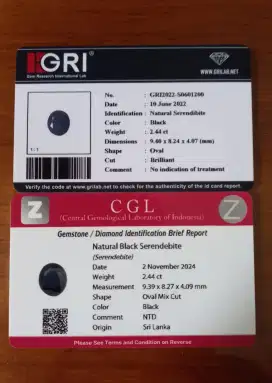 GRI
Gem Research International Lab
WWW.GRILAB.NET
No. : GRI2022-S0601200
Date : 19 June 2022
Identification : Natural Serendibite
Color : Black
Weight : 2.44 ct
Dimensions : 9.40 x 8.24 x 4.07 (mm)
Shape : Oval
Cut : Brilliant
Comment : No indication of treatment
1 : 1
Verify the code at www.grilab.net to check for the authenticity of the id card report.
Z
CGL
(Central Gemological Laboratory of Indonesia)
Z
Gemstone / Diamond Identification Brief Report
Natural Black Serendebite
(Serendebite)
Date 2 November 2024
Weight 2.44 ct
Measurement 9.39 x 8.27 x 4.09 mm
Shape Oval Mix Cut
Color Black
Comment NTD
Origin Sri Lanka
Please See Terms and Condition on Reverse